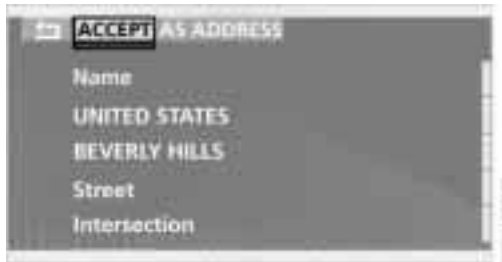 ACCEPT AS ADDRESS
Name
UNITED STATES
BEVERLY HILLS
Street
Intersection